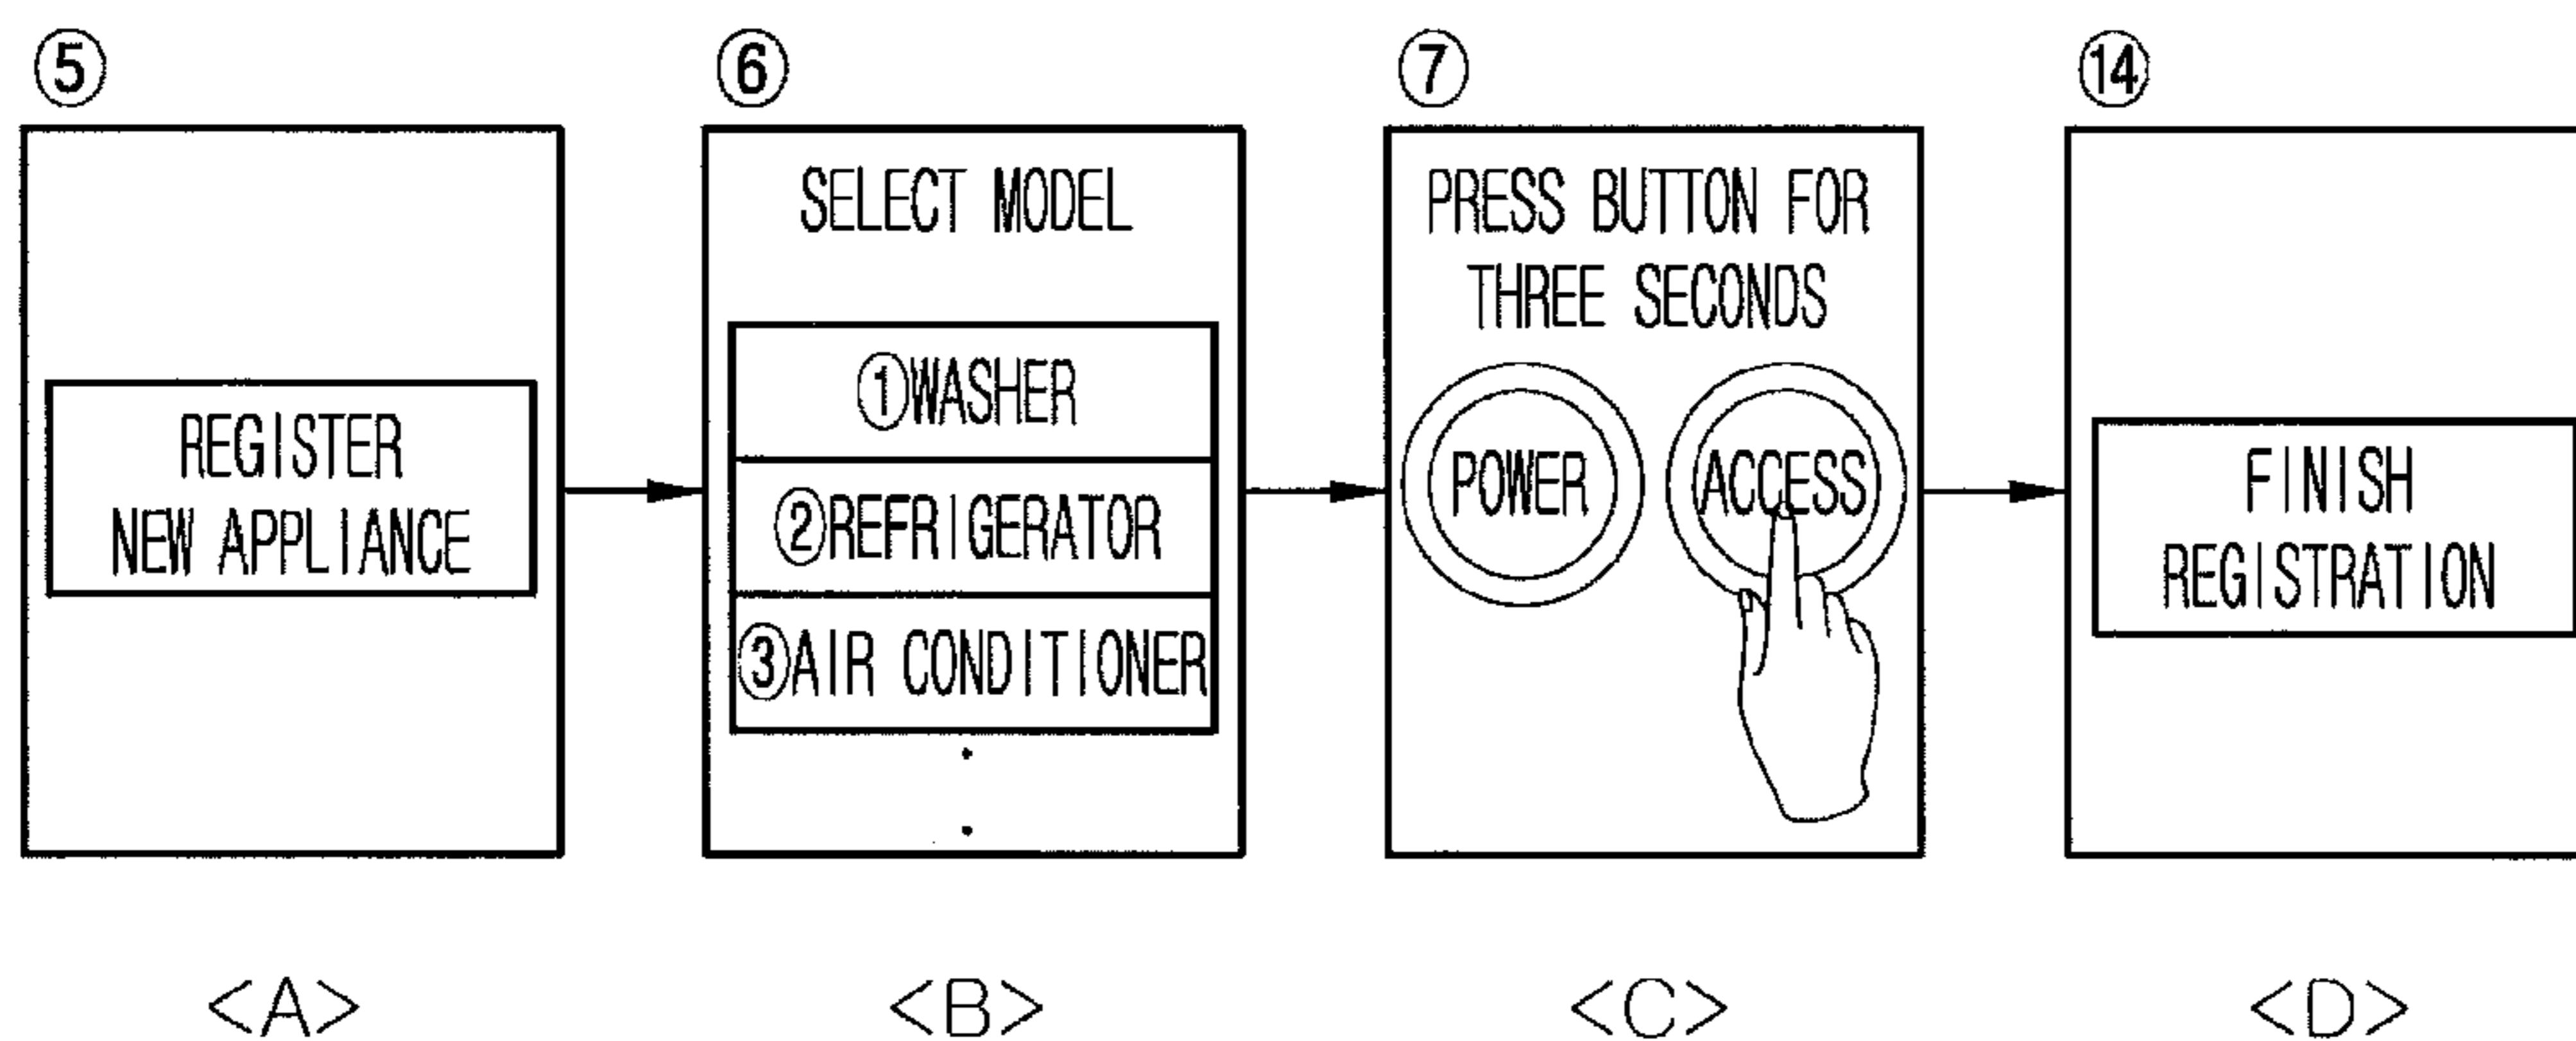 ⑤
REGISTER
NEW APPLIANCE
<A>
⑥
SELECT MODEL
①WASHER
②REFRIGERATOR
③AIR CONDITIONER
<B>
⑦
PRESS BUTTON FOR
THREE SECONDS
POWER
ACCESS
<C>
⑭
FINISH
REGISTRATION
<D>